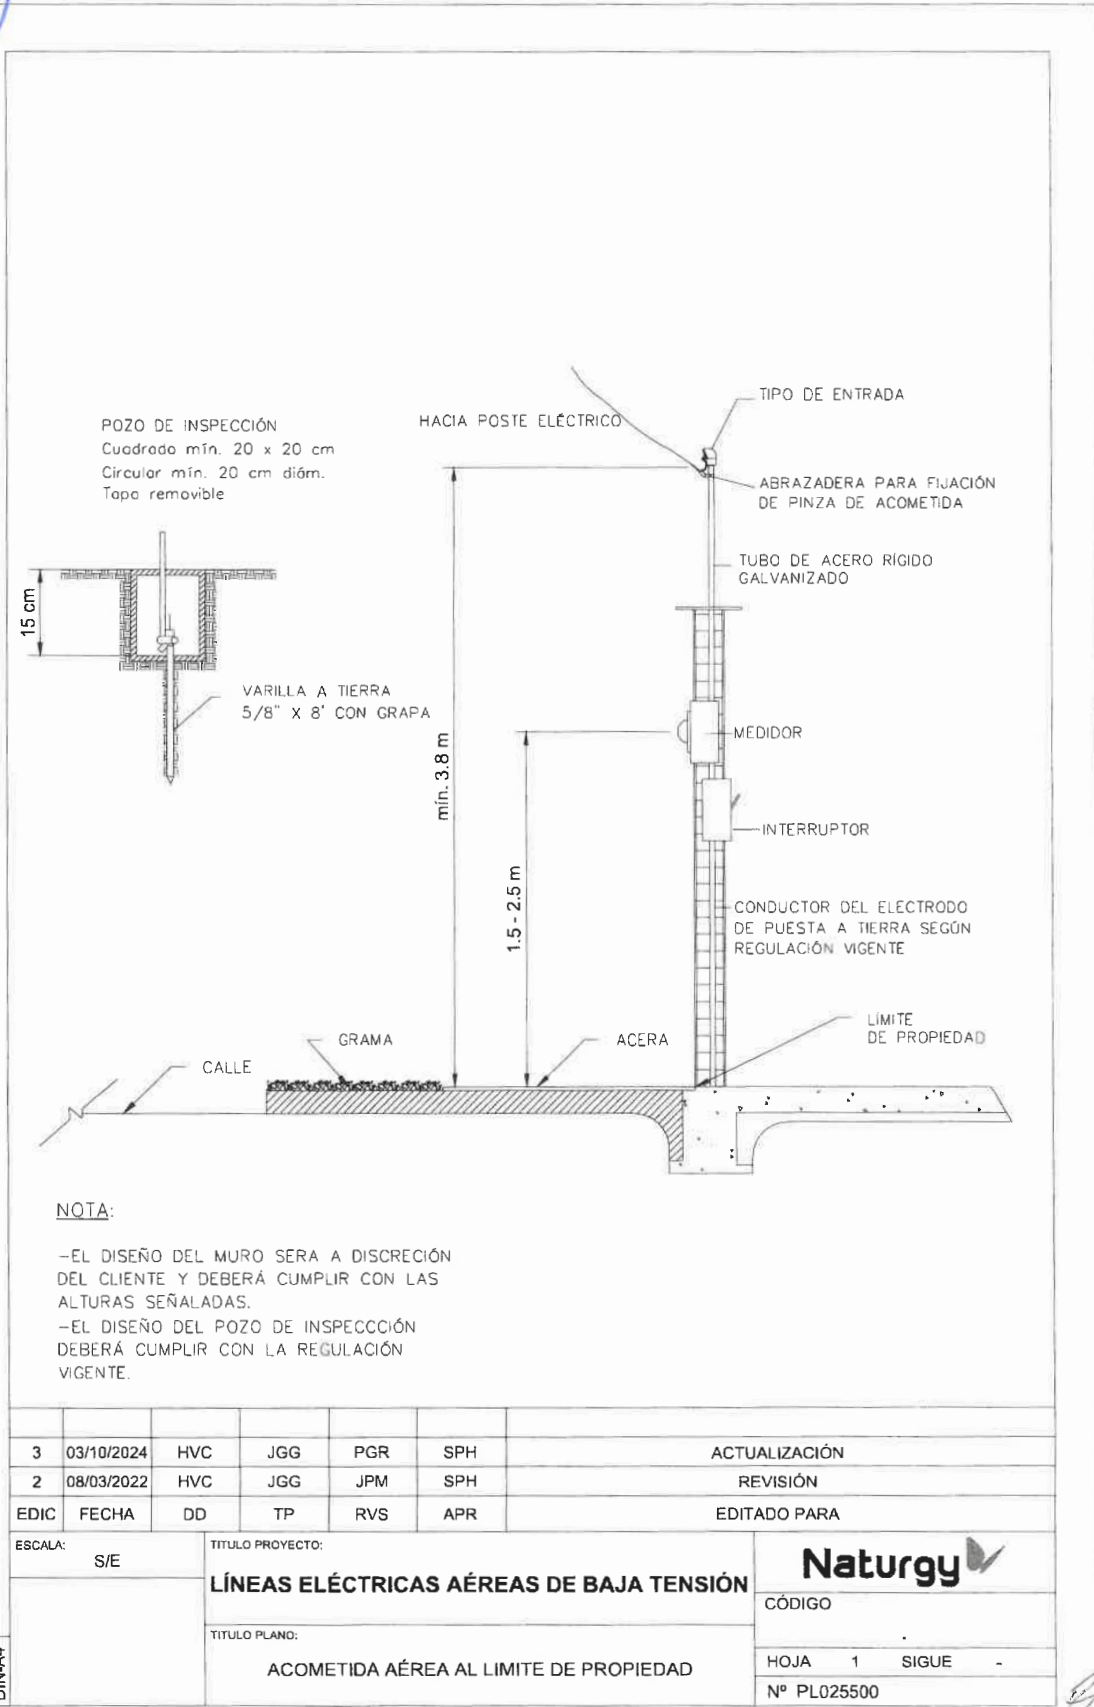 HACIA POSTE ELÉCTRICO
TIPO DE ENTRADA
ABRAZADERA PARA FIJACIÓN
DE PINZA DE ACOMETIDA
TUBO DE ACERO RÍGIDO
GALVANIZADO
POZO DE INSPECCIÓN
Cuadrado mín. 20 x 20 cm
Circular mín. 20 cm diám.
Tapa removible
15 cm
VARILLA A TIERRA
5/8" X 8' CON GRAPA
mín. 3.8 m
1.5 - 2.5 m
MEDIDOR
INTERRUPTOR
CONDUCTOR DEL ELECTRODO
DE PUESTA A TIERRA SEGÚN
REGULACIÓN VIGENTE
LÍMITE
DE PROPIEDAD
GRAMA
ACERA
CALLE
NOTA:
-EL DISEÑO DEL MURO SERA A DISCRECIÓN
DEL CLIENTE Y DEBERÁ CUMPLIR CON LAS
ALTURAS SEÑALADAS.
-EL DISEÑO DEL POZO DE INSPECCCIÓN
DEBERÁ CUMPLIR CON LA REGULACIÓN
VIGENTE.
3 03/10/2024 HVC JGG PGR SPH ACTUALIZACIÓN
2 08/03/2022 HVC JGG JPM SPH REVISIÓN
EDIC FECHA DD TP RVS APR EDITADO PARA
ESCALA:
S/E
TITULO PROYECTO:
LÍNEAS ELÉCTRICAS AÉREAS DE BAJA TENSIÓN
TITULO PLANO:
ACOMETIDA AÉREA AL LIMITE DE PROPIEDAD
Naturgy
CÓDIGO
.
HOJA 1 SIGUE -
Nº PL025500
DIN-A4